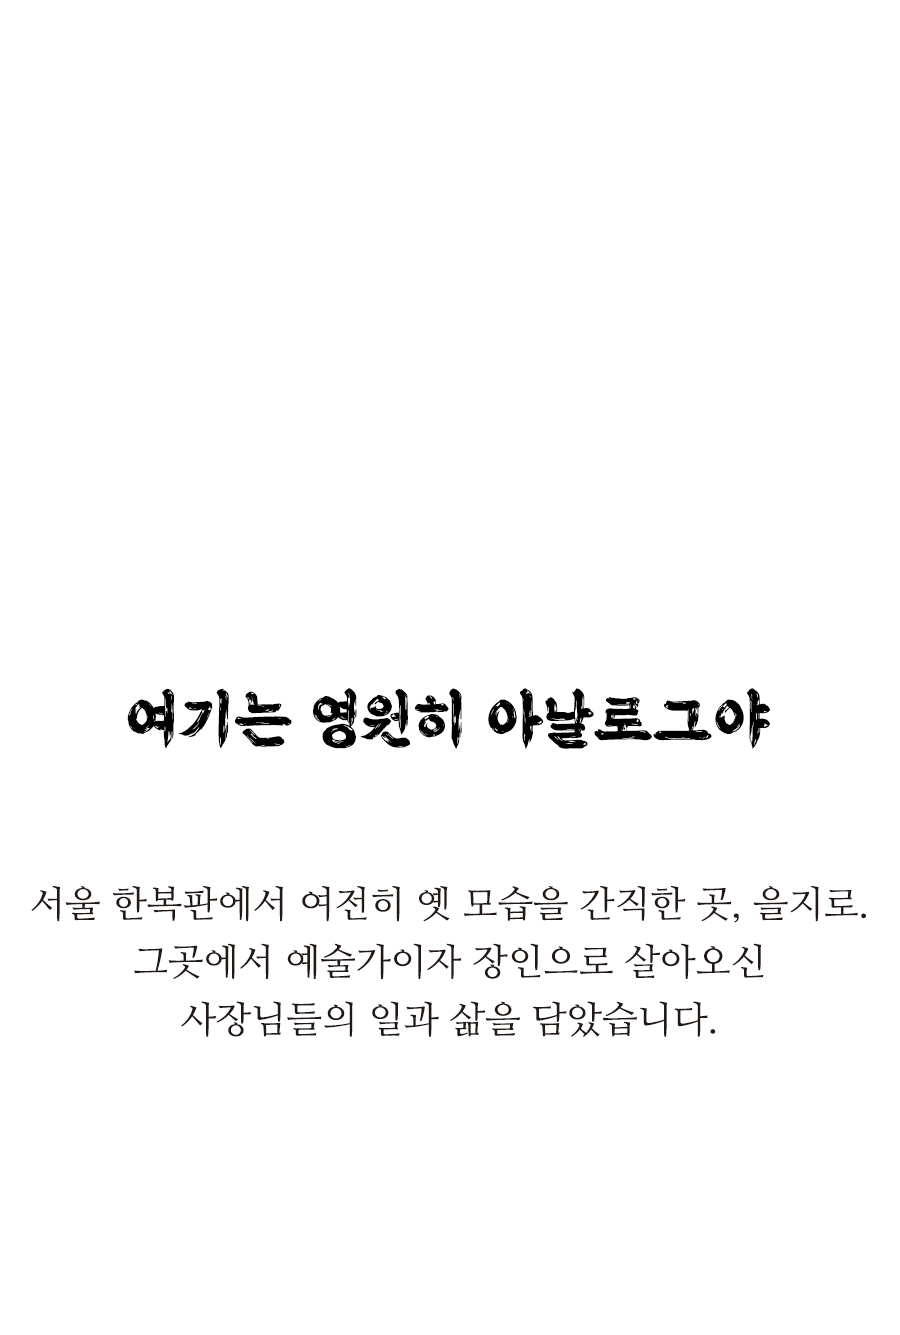 여기는 영원히 아날로그야
서울 한복판에서 여전히 옛 모습을 간직한 곳, 을지로.
그곳에서 예술가이자 장인으로 살아오신
사장님들의 일과 삶을 담았습니다.